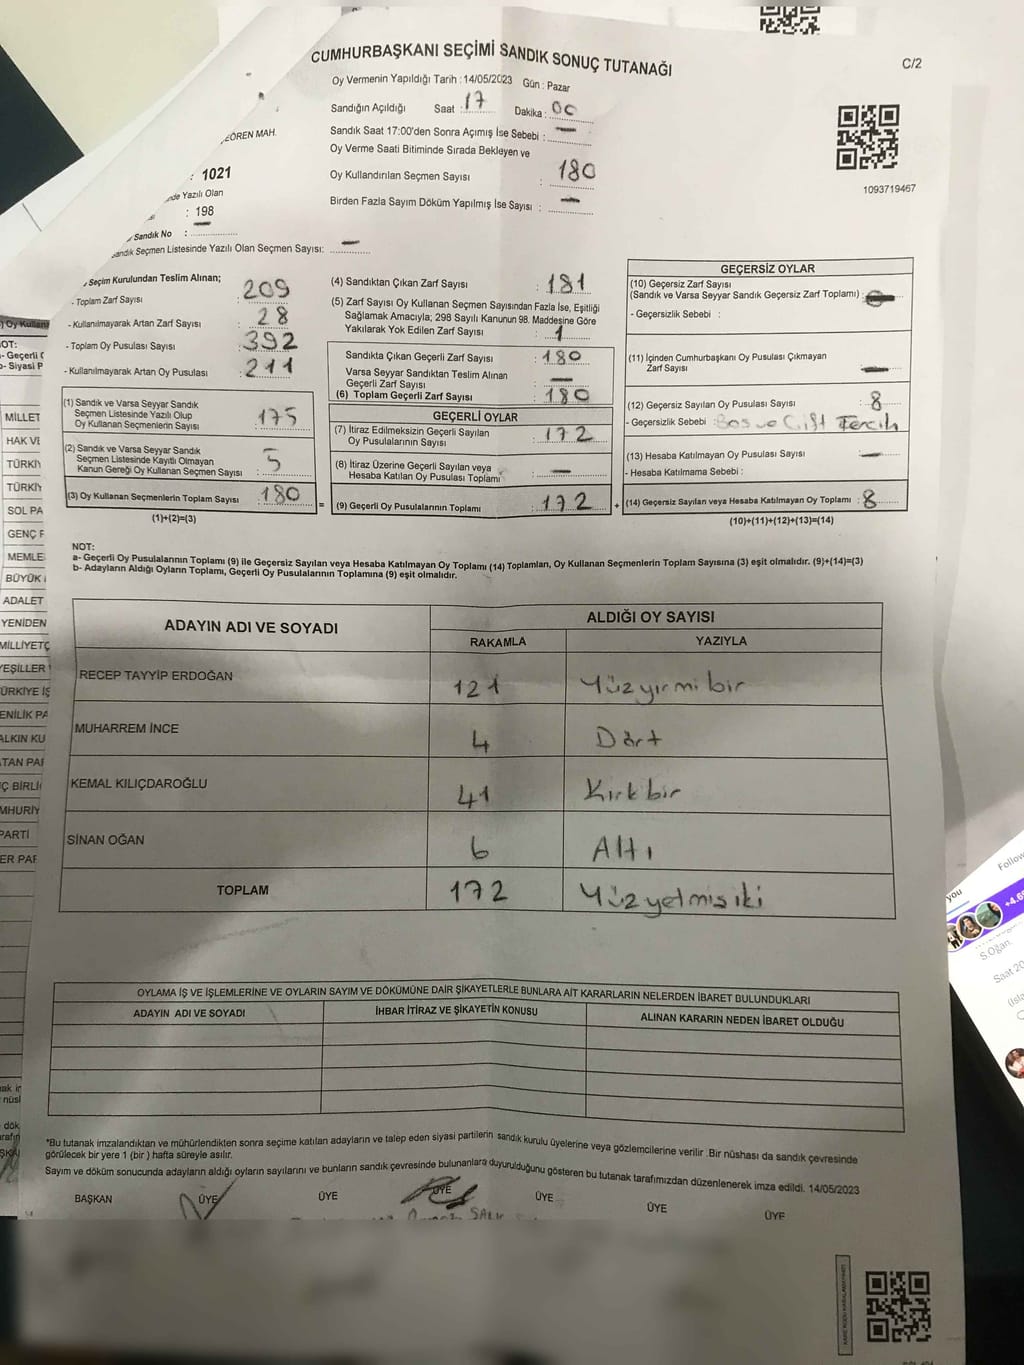 CUMHURBAŞKANI SEÇİMİ SANDIK SONUÇ TUTANAĞI
C/2
Oy Vermenin Yapıldığı Tarih : 14/05/2023 Gün : Pazar
Sandığın Açıldığı Saat : 17 Dakika : 00
Sandık Saat 17:00'den Sonra Açımış İse Sebebi : —
Oy Verme Saati Bitiminde Sırada Bekleyen ve
Oy Kullandırılan Seçmen Sayısı : 180
Birden Fazla Sayım Döküm Yapılmış İse Sayısı : —
1093719467
EÖREN MAH.
: 1021
nde Yazılı Olan
: 198
Sandık No : —
andık Seçmen Listesinde Yazılı Olan Seçmen Sayısı: —
Seçim Kurulundan Teslim Alınan;
- Toplam Zarf Sayısı : 209
- Kullanılmayarak Artan Zarf Sayısı : 28
- Toplam Oy Pusulası Sayısı : 392
- Kullanılmayarak Artan Oy Pusulası : 211
(1) Sandık ve Varsa Seyyar Sandık
Seçmen Listesinde Yazılı Olup
Oy Kullanan Seçmenlerin Sayısı : 175
(2) Sandık ve Varsa Seyyar Sandık
Seçmen Listesinde Kayıtlı Olmayan
Kanun Gereği Oy Kullanan Seçmen Sayısı : 5
(3) Oy Kullanan Seçmenlerin Toplam Sayısı : 180
(1)+(2)=(3)
=
(4) Sandıktan Çıkan Zarf Sayısı : 181
(5) Zarf Sayısı Oy Kullanan Seçmen Sayısından Fazla İse, Eşitliği
Sağlamak Amacıyla; 298 Sayılı Kanunun 98. Maddesine Göre
Yakılarak Yok Edilen Zarf Sayısı : 1
Sandıkta Çıkan Geçerli Zarf Sayısı : 180
Varsa Seyyar Sandıktan Teslim Alınan
Geçerli Zarf Sayısı : —
(6) Toplam Geçerli Zarf Sayısı : 180
GEÇERLİ OYLAR
(7) İtiraz Edilmeksizin Geçerli Sayılan
Oy Pusulalarının Sayısı : 172
(8) İtiraz Üzerine Geçerli Sayılan veya
Hesaba Katılan Oy Pusulası Toplamı : —
(9) Geçerli Oy Pusulalarının Toplamı : 172
+
GEÇERSİZ OYLAR
(10) Geçersiz Zarf Sayısı
(Sandık ve Varsa Seyyar Sandık Geçersiz Zarf Toplamı) : —
- Geçersizlik Sebebi :
(11) İçinden Cumhurbaşkanı Oy Pusulası Çıkmayan
Zarf Sayısı : —
(12) Geçersiz Sayılan Oy Pusulası Sayısı : 8
- Geçersizlik Sebebi : Boş ve Çift Tercih
(13) Hesaba Katılmayan Oy Pusulası Sayısı : —
- Hesaba Katılmama Sebebi :
(14) Geçersiz Sayılan veya Hesaba Katılmayan Oy Toplamı : 8
(10)+(11)+(12)+(13)=(14)
NOT:
a- Geçerli Oy Pusulalarının Toplamı (9) ile Geçersiz Sayılan veya Hesaba Katılmayan Oy Toplamı (14) Toplamları, Oy Kullanan Seçmenlerin Toplam Sayısına (3) eşit olmalıdır. (9)+(14)=(3)
b- Adayların Aldığı Oyların Toplamı, Geçerli Oy Pusulalarının Toplamına (9) eşit olmalıdır.
ADAYIN ADI VE SOYADI
ALDIĞI OY SAYISI
RAKAMLA YAZIYLA
RECEP TAYYİP ERDOĞAN 121 Yüzyirmibir
MUHARREM İNCE 4 Dört
KEMAL KILIÇDAROĞLU 41 Kırkbir
SİNAN OĞAN 6 Altı
TOPLAM 172 Yüzyetmişiki
OYLAMA İŞ VE İŞLEMLERİNE VE OYLARIN SAYIM VE DÖKÜMÜNE DAİR ŞİKAYETLERLE BUNLARA AİT KARARLARIN NELERDEN İBARET BULUNDUKLARI
ADAYIN ADI VE SOYADI İHBAR İTİRAZ VE ŞİKAYETİN KONUSU ALINAN KARARIN NEDEN İBARET OLDUĞU
*Bu tutanak imzalandıktan ve mühürlendikten sonra seçime katılan adayların ve talep eden siyasi partilerin sandık kurulu üyelerine veya gözlemcilerine verilir .Bir nüshası da sandık çevresinde
görülecek bir yere 1 (bir ) hafta süreyle asılır.
Sayım ve döküm sonucunda adayların aldığı oyların sayılarını ve bunların sandık çevresinde bulunanlara duyurulduğunu gösteren bu tutanak tarafımızdan düzenlenerek imza edildi. 14/05/2023
BAŞKAN ÜYE ÜYE ÜYE ÜYE ÜYE ÜYE
MİLLET
HAK VE
TÜRKİY
TÜRKİY
SOL PA
GENÇ P
MEMLE
BÜYÜK
ADALET
YENİDEN
MİLLİYETÇ
YEŞİLLER
ÜRKİYE İŞ
ENİLİK PA
ALKIN KU
TAN PAR
Ç BİRLİ
MHURİY
PARTİ
ER PAR
you
Follow
+4.6
S.Oğan,
Saat 20